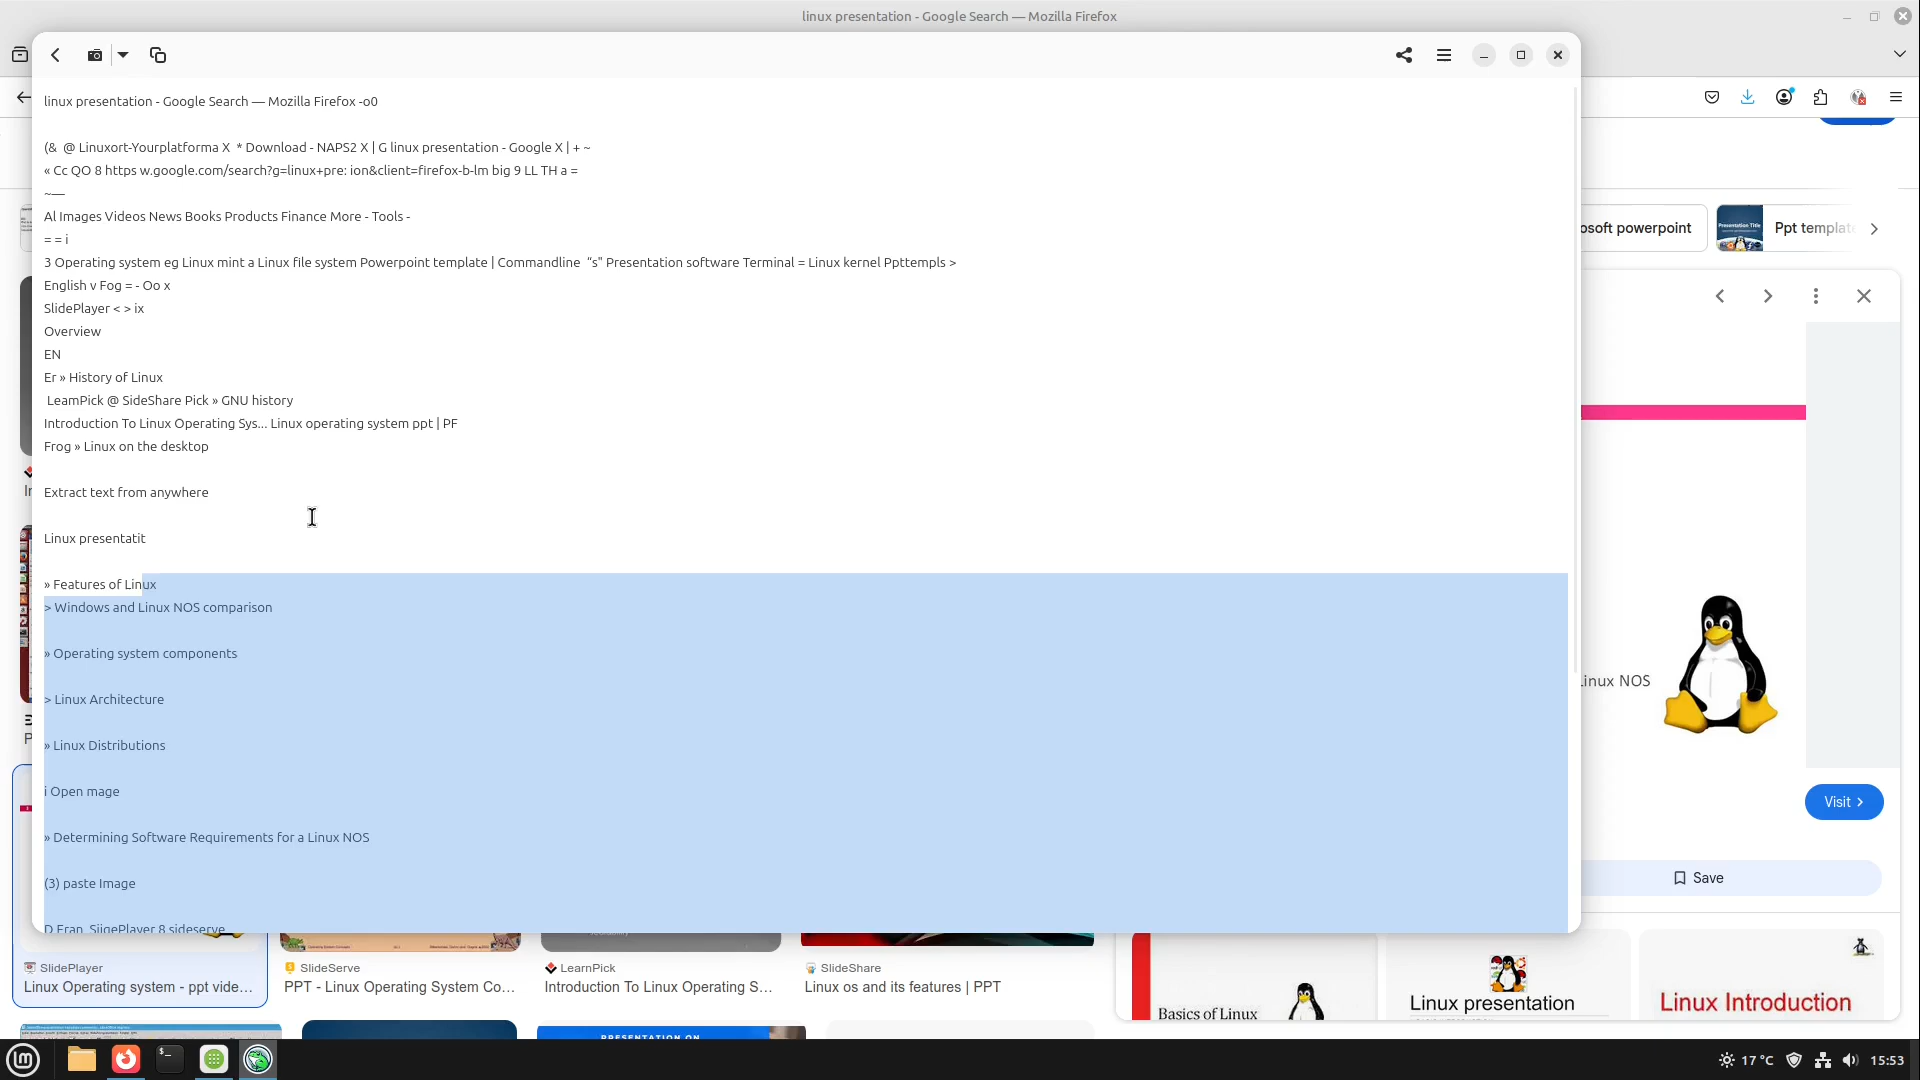 linux presentation - Google Search — Mozilla Firefox
linux presentation - Google Search — Mozilla Firefox -o0
(& @ Linuxort-Yourplatforma X * Download - NAPS2 X | G linux presentation - Google X | + ~
« Cc QO 8 https w.google.com/search?g=linux+pre: ion&client=firefox-b-lm big 9 LL TH a =
~—
Al Images Videos News Books Products Finance More - Tools -
= = i
3 Operating system eg Linux mint a Linux file system Powerpoint template | Commandline “s" Presentation software Terminal = Linux kernel Ppttempls >
English v Fog = - Oo x
SlidePlayer < > ix
Overview
EN
Er » History of Linux
LeamPick @ SideShare Pick » GNU history
Introduction To Linux Operating Sys... Linux operating system ppt | PF
Frog » Linux on the desktop
Extract text from anywhere
Linux presentatit
» Features of Linux
> Windows and Linux NOS comparison
» Operating system components
> Linux Architecture
» Linux Distributions
i Open mage
» Determining Software Requirements for a Linux NOS
(3) paste Image
D Fran SiigePlayer 8 sideserve
osoft powerpoint
Ppt template
Linux NOS
Visit >
Save
SlidePlayer
Linux Operating system - ppt vide...
SlideServe
PPT - Linux Operating System Co...
LearnPick
Introduction To Linux Operating S...
SlideShare
Linux os and its features | PPT
Basics of Linux
Linux presentation
Linux Introduction
PRESENTATION ON
17 °C
15:53